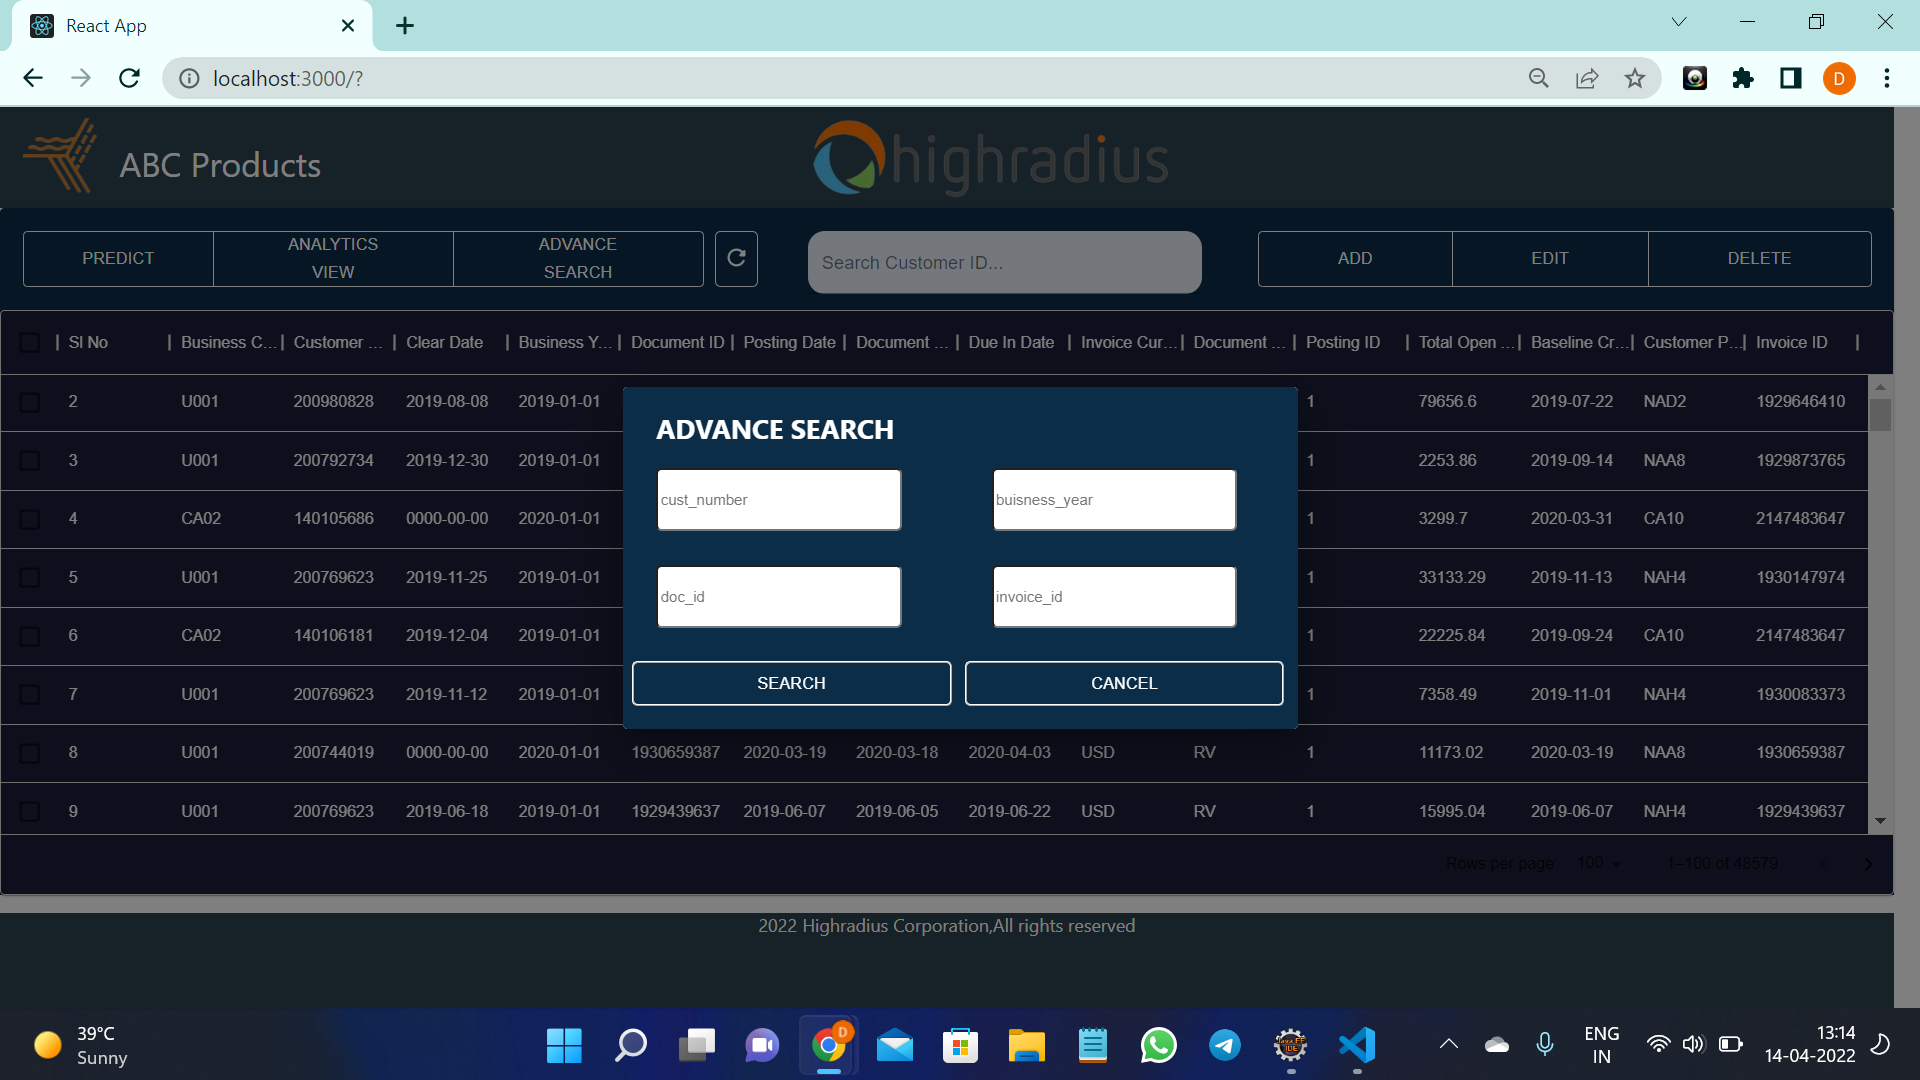 React App
localhost:3000/?
D
ABC Products
highradius
PREDICT
ANALYTICS
VIEW
ADVANCE
SEARCH
Search Customer ID...
ADD
EDIT
DELETE
Sl No | Business C... | Customer ... | Clear Date | Business Y... | Document ID | Posting Date | Document ... | Due In Date | Invoice Cur... | Document ... | Posting ID | Total Open ... | Baseline Cr... | Customer P... | Invoice ID
2 U001 200980828 2019-08-08 2019-01-01 1 79656.6 2019-07-22 NAD2 1929646410
3 U001 200792734 2019-12-30 2019-01-01 1 2253.86 2019-09-14 NAA8 1929873765
4 CA02 140105686 0000-00-00 2020-01-01 1 3299.7 2020-03-31 CA10 2147483647
5 U001 200769623 2019-11-25 2019-01-01 1 33133.29 2019-11-13 NAH4 1930147974
6 CA02 140106181 2019-12-04 2019-01-01 1 22225.84 2019-09-24 CA10 2147483647
7 U001 200769623 2019-11-12 2019-01-01 1 7358.49 2019-11-01 NAH4 1930083373
8 U001 200744019 0000-00-00 2020-01-01 1930659387 2020-03-19 2020-03-18 2020-04-03 USD RV 1 11173.02 2020-03-19 NAA8 1930659387
9 U001 200769623 2019-06-18 2019-01-01 1929439637 2019-06-07 2019-06-05 2019-06-22 USD RV 1 15995.04 2019-06-07 NAH4 1929439637
ADVANCE SEARCH
cust_number
buisness_year
doc_id
invoice_id
SEARCH
CANCEL
Rows per page 100 1–100 of 48579
2022 Highradius Corporation,All rights reserved
39°C
Sunny
D
Java EE
IDE
ENG
IN
13:14
14-04-2022